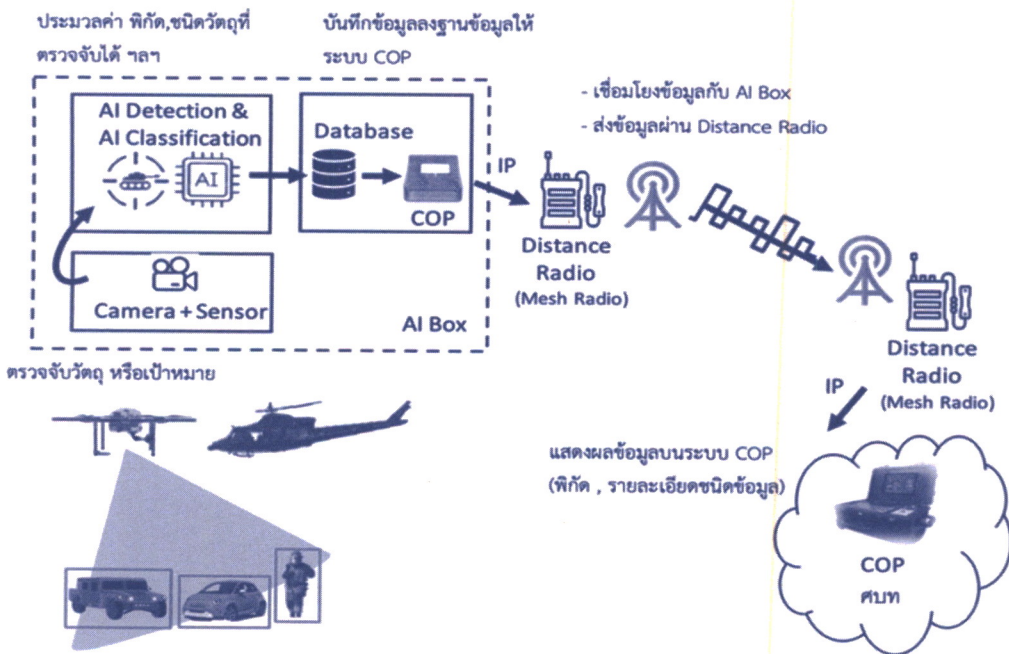 ประมวลค่า พิกัด,ชนิดวัตถุที่
ตรวจจับได้ ฯลฯ
บันทึกข้อมูลลงฐานข้อมูลให้
ระบบ COP
AI Detection &
AI Classification
AI
Database
COP
Camera + Sensor
AI Box
IP
- เชื่อมโยงข้อมูลกับ AI Box
- ส่งข้อมูลผ่าน Distance Radio
Distance
Radio
(Mesh Radio)
Distance
Radio
(Mesh Radio)
IP
ตรวจจับวัตถุ หรือเป้าหมาย
แสดงผลข้อมูลบนระบบ COP
(พิกัด , รายละเอียดชนิดข้อมูล)
COP
ศบท